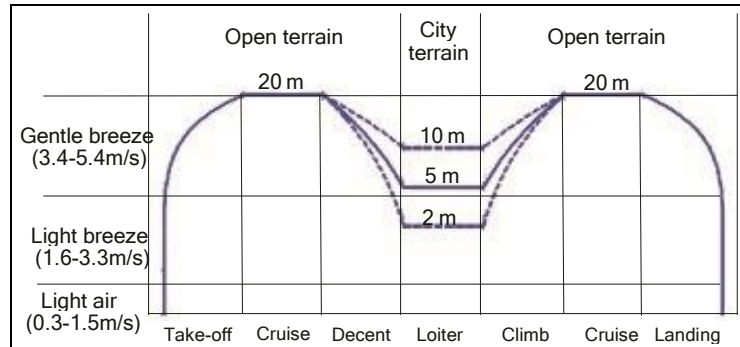 Open terrain
City
terrain
Open terrain
20 m
20 m
Gentle breeze
(3.4-5.4m/s)
10 m
5 m
2 m
Light breeze
(1.6-3.3m/s)
Light air
(0.3-1.5m/s)
Take-off Cruise Decent Loiter Climb Cruise Landing